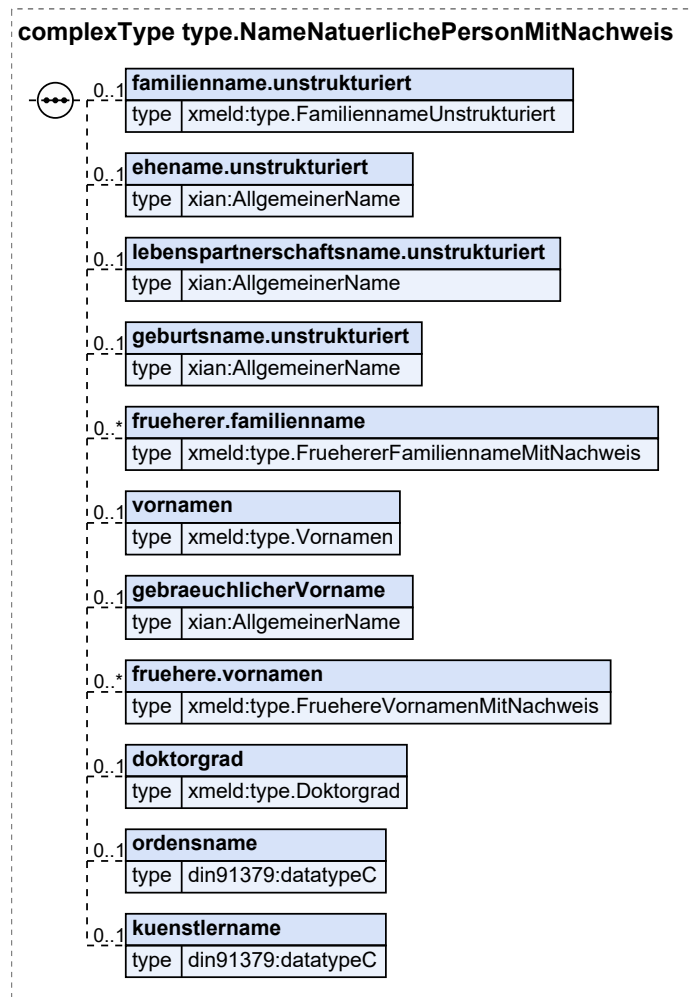 complexType type.NameNatuerlichePersonMitNachweis
0..1 familienname.unstrukturiert
type xmeld:type.FamiliennameUnstrukturiert
0..1 ehename.unstrukturiert
type xian:AllgemeinerName
0..1 lebenspartnerschaftsname.unstrukturiert
type xian:AllgemeinerName
0..1 geburtsname.unstrukturiert
type xian:AllgemeinerName
0..* frueherer.familienname
type xmeld:type.FruehererFamiliennameMitNachweis
0..1 vornamen
type xmeld:type.Vornamen
0..1 gebraeuchlicherVorname
type xian:AllgemeinerName
0..* fruehere.vornamen
type xmeld:type.FruehereVornamenMitNachweis
0..1 doktorgrad
type xmeld:type.Doktorgrad
0..1 ordensname
type din91379:datatypeC
0..1 kuenstlername
type din91379:datatypeC